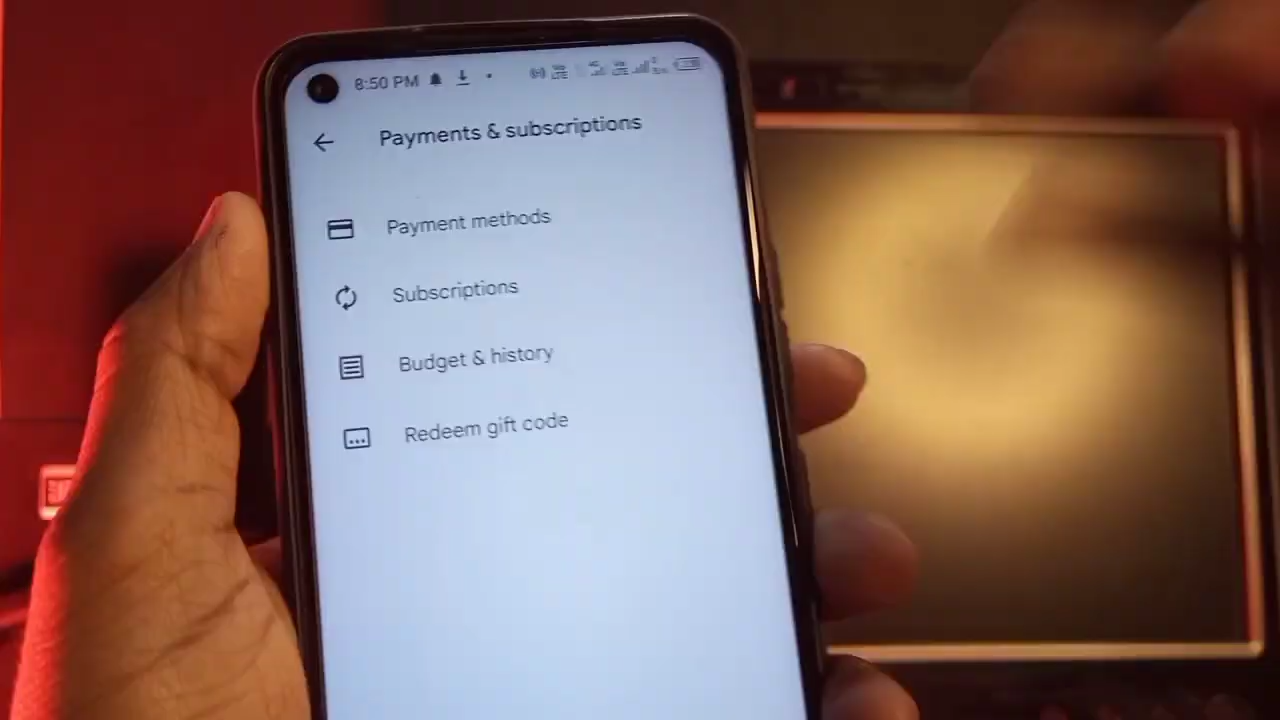 8:50 PM
Payments & subscriptions
Payment methods
Subscriptions
Budget & history
Redeem gift code